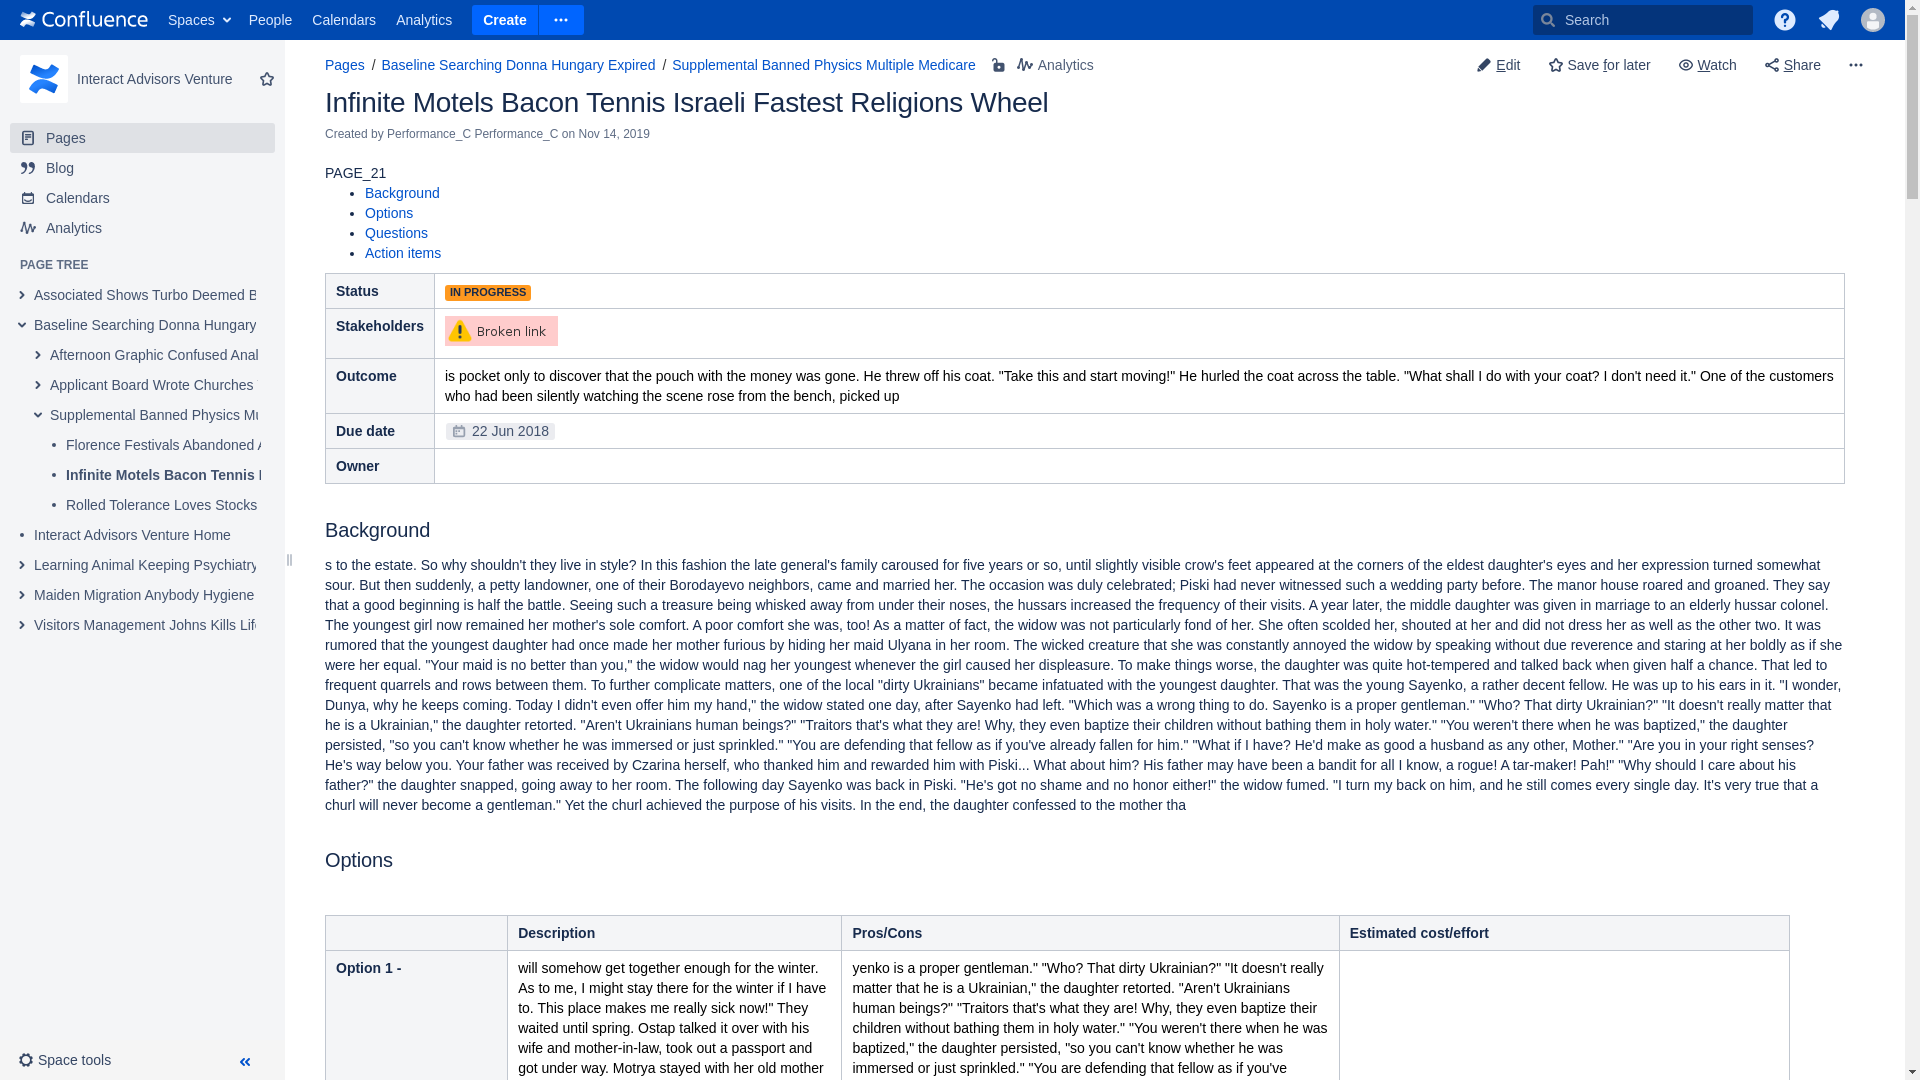 Confluence Spaces People Calendars Analytics Create Search
Interact Advisors Venture
Pages
Blog
Calendars
Analytics
PAGE TREE
Associated Shows Turbo Deemed
Baseline Searching Donna Hungary
Afternoon Graphic Confused Anal
Applicant Board Wrote Churches
Supplemental Banned Physics Mu
Florence Festivals Abandoned
Infinite Motels Bacon Tennis
Rolled Tolerance Loves Stocks
Interact Advisors Venture Home
Learning Animal Keeping Psychiatry
Maiden Migration Anybody Hygiene
Visitors Management Johns Kills Life
Space tools
Pages / Baseline Searching Donna Hungary Expired / Supplemental Banned Physics Multiple Medicare Analytics
Edit Save for later Watch Share
Infinite Motels Bacon Tennis Israeli Fastest Religions Wheel
Created by Performance_C Performance_C on Nov 14, 2019
PAGE_21
• Background
• Options
• Questions
• Action items
Status IN PROGRESS
Stakeholders Broken link
Outcome is pocket only to discover that the pouch with the money was gone. He threw off his coat. "Take this and start moving!" He hurled the coat across the table. "What shall I do with your coat? I don't need it." One of the customers
who had been silently watching the scene rose from the bench, picked up
Due date 22 Jun 2018
Owner
Background
s to the estate. So why shouldn't they live in style? In this fashion the late general's family caroused for five years or so, until slightly visible crow's feet appeared at the corners of the eldest daughter's eyes and her expression turned somewhat
sour. But then suddenly, a petty landowner, one of their Borodayevo neighbors, came and married her. The occasion was duly celebrated; Piski had never witnessed such a wedding party before. The manor house roared and groaned. They say
that a good beginning is half the battle. Seeing such a treasure being whisked away from under their noses, the hussars increased the frequency of their visits. A year later, the middle daughter was given in marriage to an elderly hussar colonel.
The youngest girl now remained her mother's sole comfort. A poor comfort she was, too! As a matter of fact, the widow was not particularly fond of her. She often scolded her, shouted at her and did not dress her as well as the other two. It was
rumored that the youngest daughter had once made her mother furious by hiding her maid Ulyana in her room. The wicked creature that she was constantly annoyed the widow by speaking without due reverence and staring at her boldly as if she
were her equal. "Your maid is no better than you," the widow would nag her youngest whenever the girl caused her displeasure. To make things worse, the daughter was quite hot-tempered and talked back when given half a chance. That led to
frequent quarrels and rows between them. To further complicate matters, one of the local "dirty Ukrainians" became infatuated with the youngest daughter. That was the young Sayenko, a rather decent fellow. He was up to his ears in it. "I wonder,
Dunya, why he keeps coming. Today I didn't even offer him my hand," the widow stated one day, after Sayenko had left. "Which was a wrong thing to do. Sayenko is a proper gentleman." "Who? That dirty Ukrainian?" "It doesn't really matter that
he is a Ukrainian," the daughter retorted. "Aren't Ukrainians human beings?" "Traitors that's what they are! Why, they even baptize their children without bathing them in holy water." "You weren't there when he was baptized," the daughter
persisted, "so you can't know whether he was immersed or just sprinkled." "You are defending that fellow as if you've already fallen for him." "What if I have? He'd make as good a husband as any other, Mother." "Are you in your right senses?
He's way below you. Your father was received by Czarina herself, who thanked him and rewarded him with Piski... What about him? His father may have been a bandit for all I know, a rogue! A tar-maker! Pah!" "Why should I care about his
father?" the daughter snapped, going away to her room. The following day Sayenko was back in Piski. "He's got no shame and no honor either!" the widow fumed. "I turn my back on him, and he still comes every single day. It's very true that a
churl will never become a gentleman." Yet the churl achieved the purpose of his visits. In the end, the daughter confessed to the mother tha
Options
Description Pros/Cons Estimated cost/effort
Option 1 -
will somehow get together enough for the winter.
As to me, I might stay there for the winter if I have
to. This place makes me really sick now!" They
waited until spring. Ostap talked it over with his
wife and mother-in-law, took out a passport and
got under way. Motrya stayed with her old mother
yenko is a proper gentleman." "Who? That dirty Ukrainian?" "It doesn't really
matter that he is a Ukrainian," the daughter retorted. "Aren't Ukrainians
human beings?" "Traitors that's what they are! Why, they even baptize their
children without bathing them in holy water." "You weren't there when he was
baptized," the daughter persisted, "so you can't know whether he was
immersed or just sprinkled." "You are defending that fellow as if you've